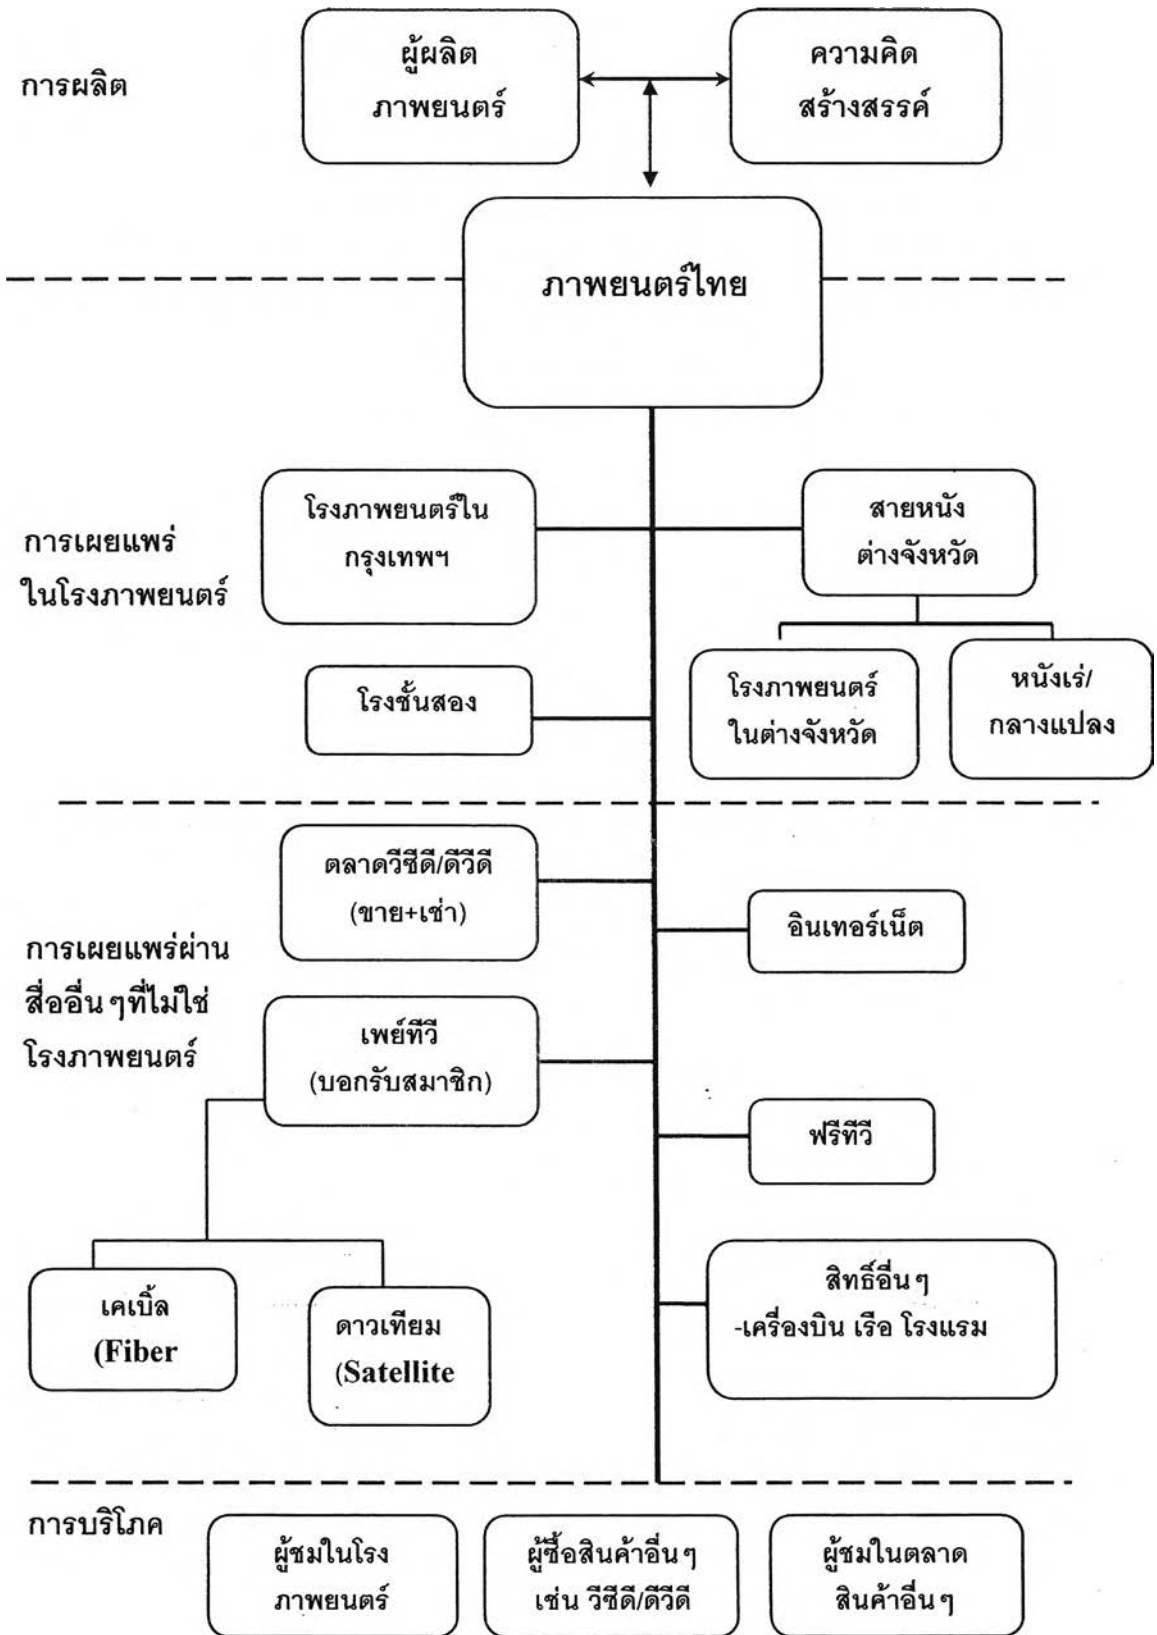 การผลิต
ผู้ผลิต
ภาพยนตร์
ความคิด
สร้างสรรค์
ภาพยนตร์ไทย
การเผยแพร่
ในโรงภาพยนตร์
โรงภาพยนตร์ใน
กรุงเทพฯ
สายหนัง
ต่างจังหวัด
โรงชั้นสอง
โรงภาพยนตร์
ในต่างจังหวัด
หนังเร่/
กลางแปลง
การเผยแพร่ผ่าน
สื่ออื่นๆที่ไม่ใช่
โรงภาพยนตร์
ตลาดวีซีดี/ดีวีดี
(ขาย+เช่า)
อินเทอร์เน็ต
เพย์ทีวี
(บอกรับสมาชิก)
ฟรีทีวี
เคเบิ้ล
(Fiber
ดาวเทียม
(Satellite
สิทธิ์อื่นๆ
-เครื่องบิน เรือ โรงแรม
การบริโภค
ผู้ชมในโรง
ภาพยนตร์
ผู้ซื้อสินค้าอื่นๆ
เช่น วีซีดี/ดีวีดี
ผู้ชมในตลาด
สินค้าอื่นๆ